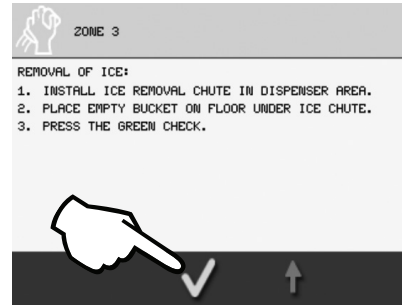 ZONE 3
REMOVAL OF ICE:
1. INSTALL ICE REMOVAL CHUTE IN DISPENSER AREA.
2. PLACE EMPTY BUCKET ON FLOOR UNDER ICE CHUTE.
3. PRESS THE GREEN CHECK.